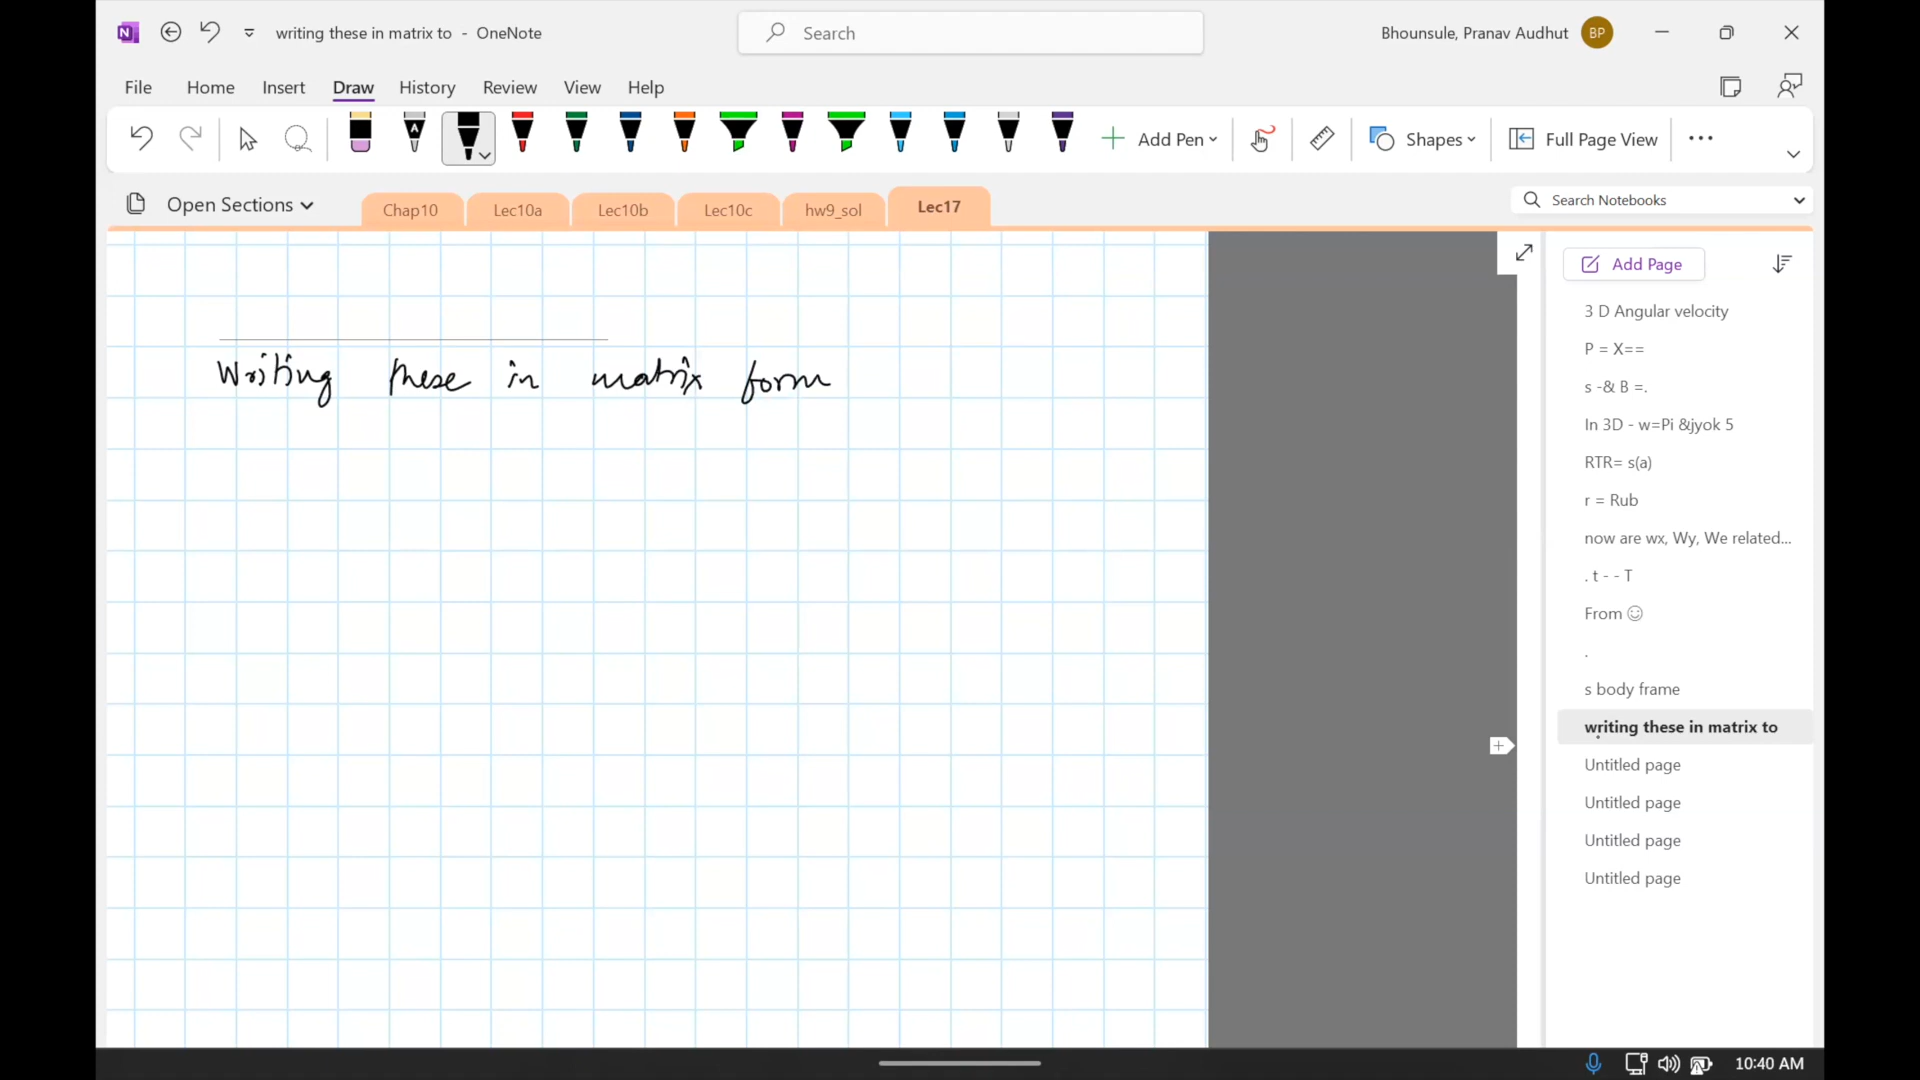 writing these in matrix to - OneNote
Search
Bhounsule, Pranav Audhut BP
File Home Insert Draw History Review View Help
A
Add Pen
Shapes
Full Page View
Open Sections
Chap10 Lec10a Lec10b Lec10c hw9_sol Lec17
Search Notebooks
Writing these in matrix form
Add Page
3 D Angular velocity
P = X==
s -& B =.
In 3D - w=Pi &jyok 5
RTR= s(a)
r = Rub
now are wx, Wy, We related...
. t - - T
From ☺
.
s body frame
writing these in matrix to
Untitled page
Untitled page
Untitled page
Untitled page
10:40 AM